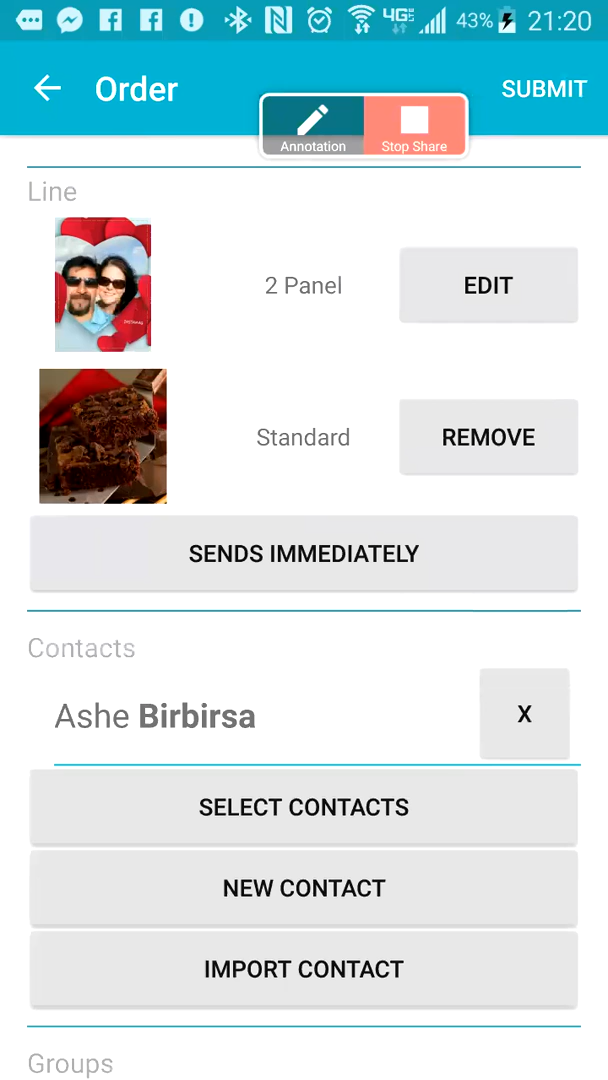 43% 21:20
Order
SUBMIT
Annotation
Stop Share
Line
2 Panel
EDIT
Standard
REMOVE
SENDS IMMEDIATELY
Contacts
Ashe Birbirsa
X
SELECT CONTACTS
NEW CONTACT
IMPORT CONTACT
Groups